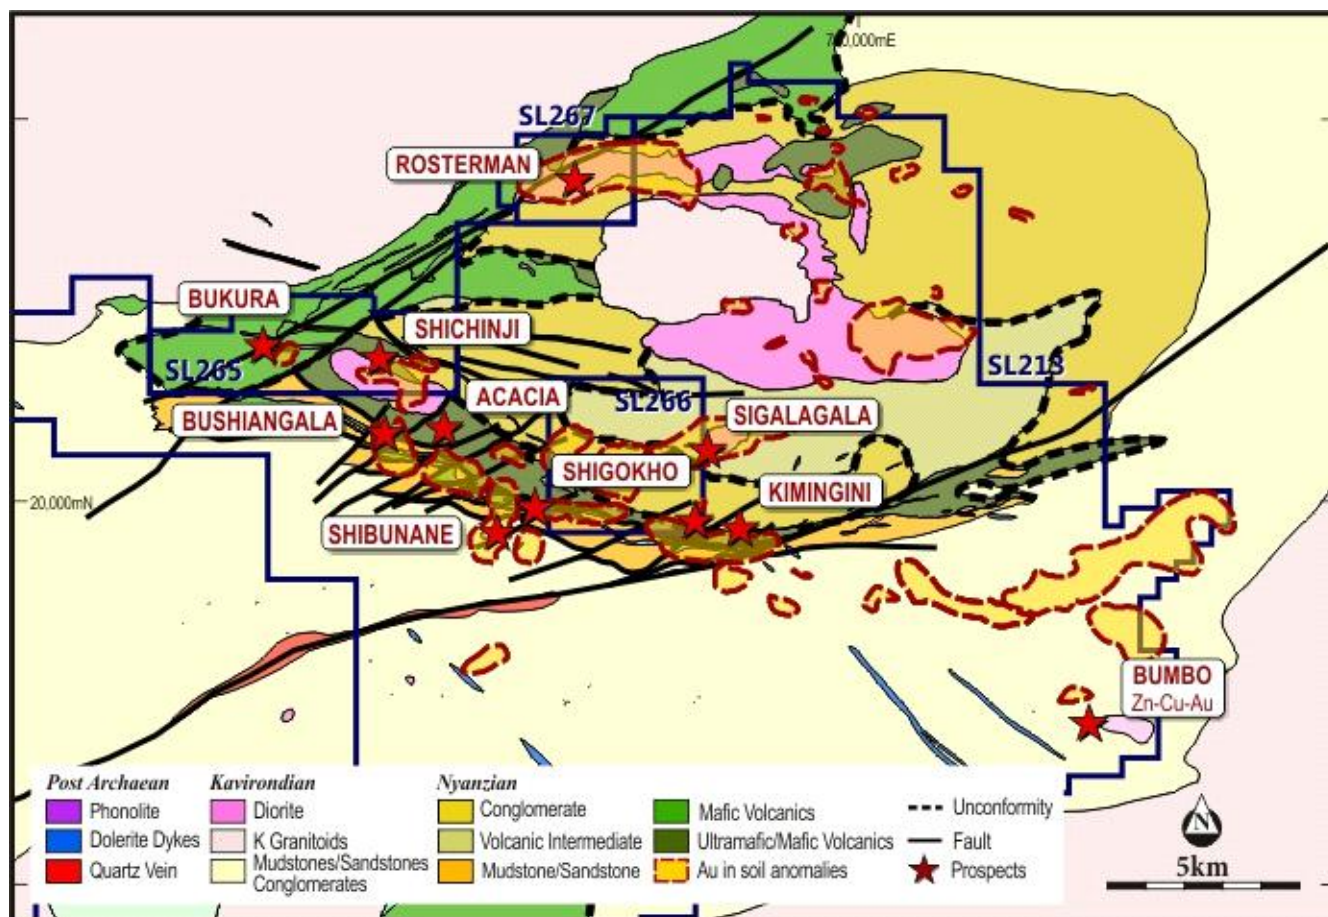 700,000mE
SL267
ROSTERMAN
BUKURA
SHICHINJI
SL265
SL213
ACACIA
SL266
BUSHIANGALA
SIGALAGALA
SHIGOKHO
KIMINGINI
20,000mN
SHIBUNANE
BUMBO
Zn-Cu-Au
Post Archaean
Phonolite
Dolerite Dykes
Quartz Vein
Kavirondian
Diorite
K Granitoids
Mudstones/Sandstones
Conglomerates
Nyanzian
Conglomerate
Volcanic Intermediate
Mudstone/Sandstone
Mafic Volcanics
Ultramafic/Mafic Volcanics
Au in soil anomalies
Unconformity
Fault
Prospects
N
5km